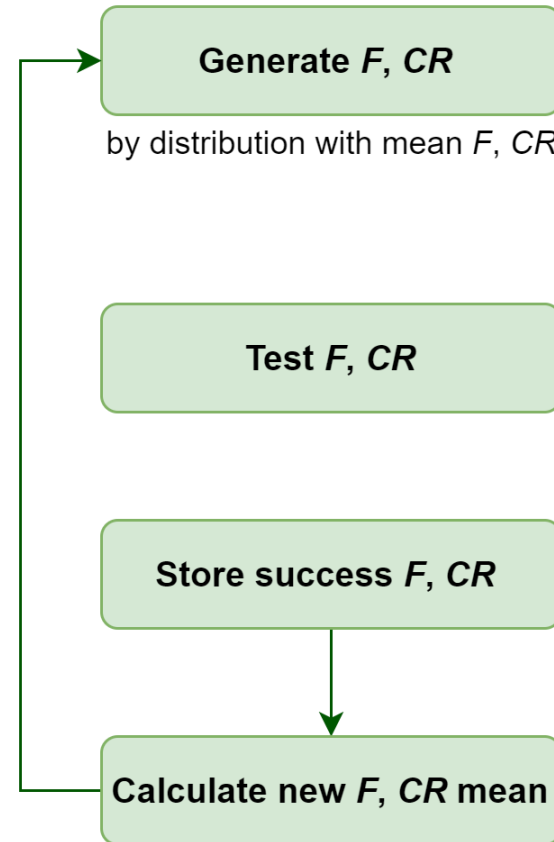 Generate F, CR
by distribution with mean F, CR
Test F, CR
Store success F, CR
Calculate new F, CR mean